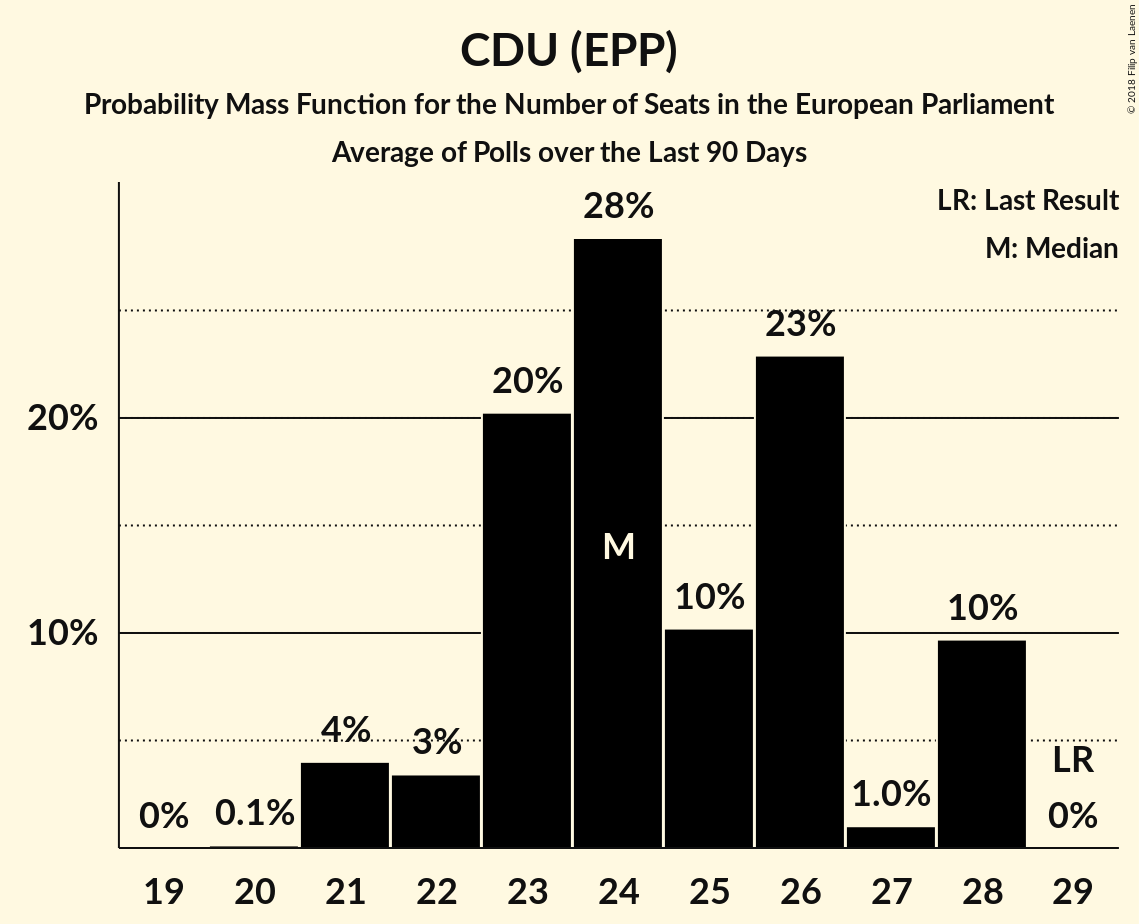 CDU (EPP)
Probability Mass Function for the Number of Seats in the European Parliament
Average of Polls over the Last 90 Days
© 2018 Filip van Laenen
LR: Last Result
M: Median
28%
23%
20%
20%
M
10%
10%
10%
4%
3%
LR
1.0%
0%
0.1%
0%
19 20 21 22 23 24 25 26 27 28 29